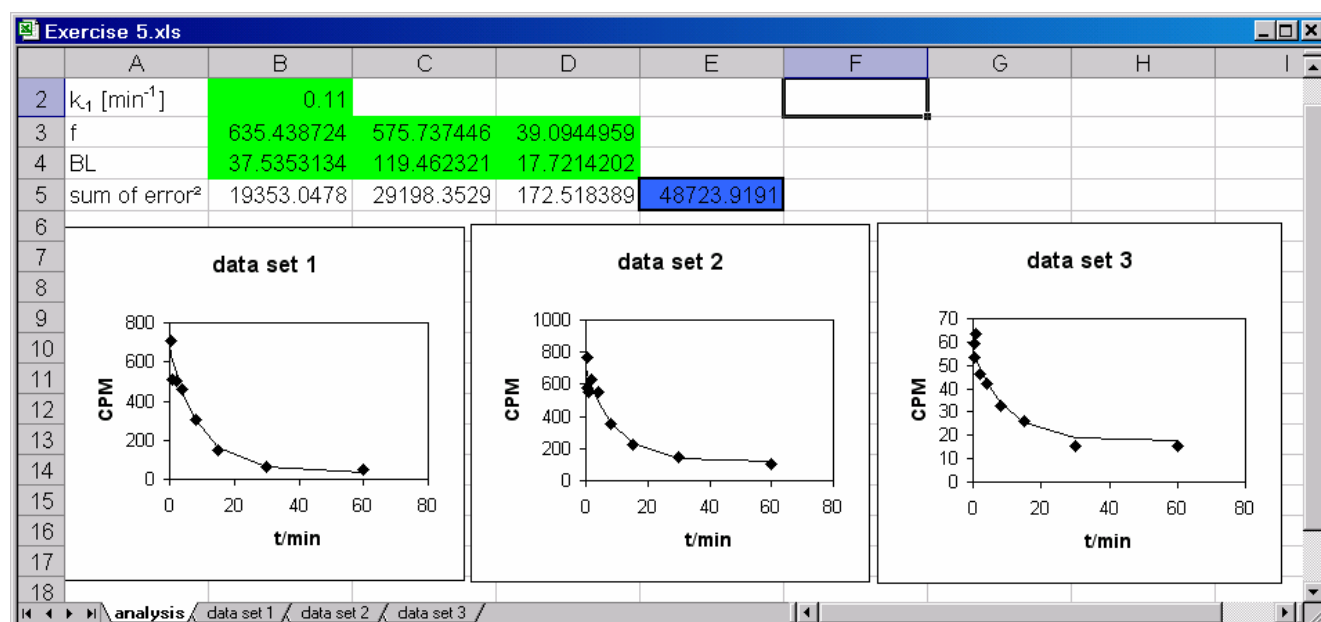 Exercise 5.xls
A B C D E F G H I
2 k-1 [min-1] 0.11
3 f 635.438724 575.737446 39.0944959
4 BL 37.5353134 119.462321 17.7214202
5 sum of error² 19353.0478 29198.3529 172.518389 48723.9191
6
7
8
9
10
11
12
13
14
15
16
17
18
data set 1
800
600
400
200
0
CPM
0 20 40 60 80
t/min
data set 2
1000
800
600
400
200
0
CPM
0 20 40 60 80
t/min
data set 3
70
60
50
40
30
20
10
0
CPM
0 20 40 60 80
t/min
analysis data set 1 data set 2 data set 3